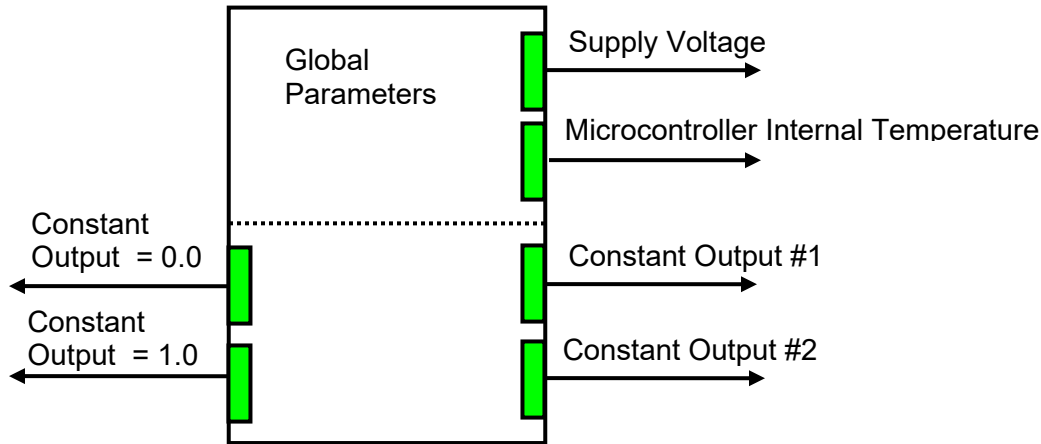 Global
Parameters
Supply Voltage
Microcontroller Internal Temperature
Constant
Output = 0.0
Constant
Output = 1.0
Constant Output #1
Constant Output #2